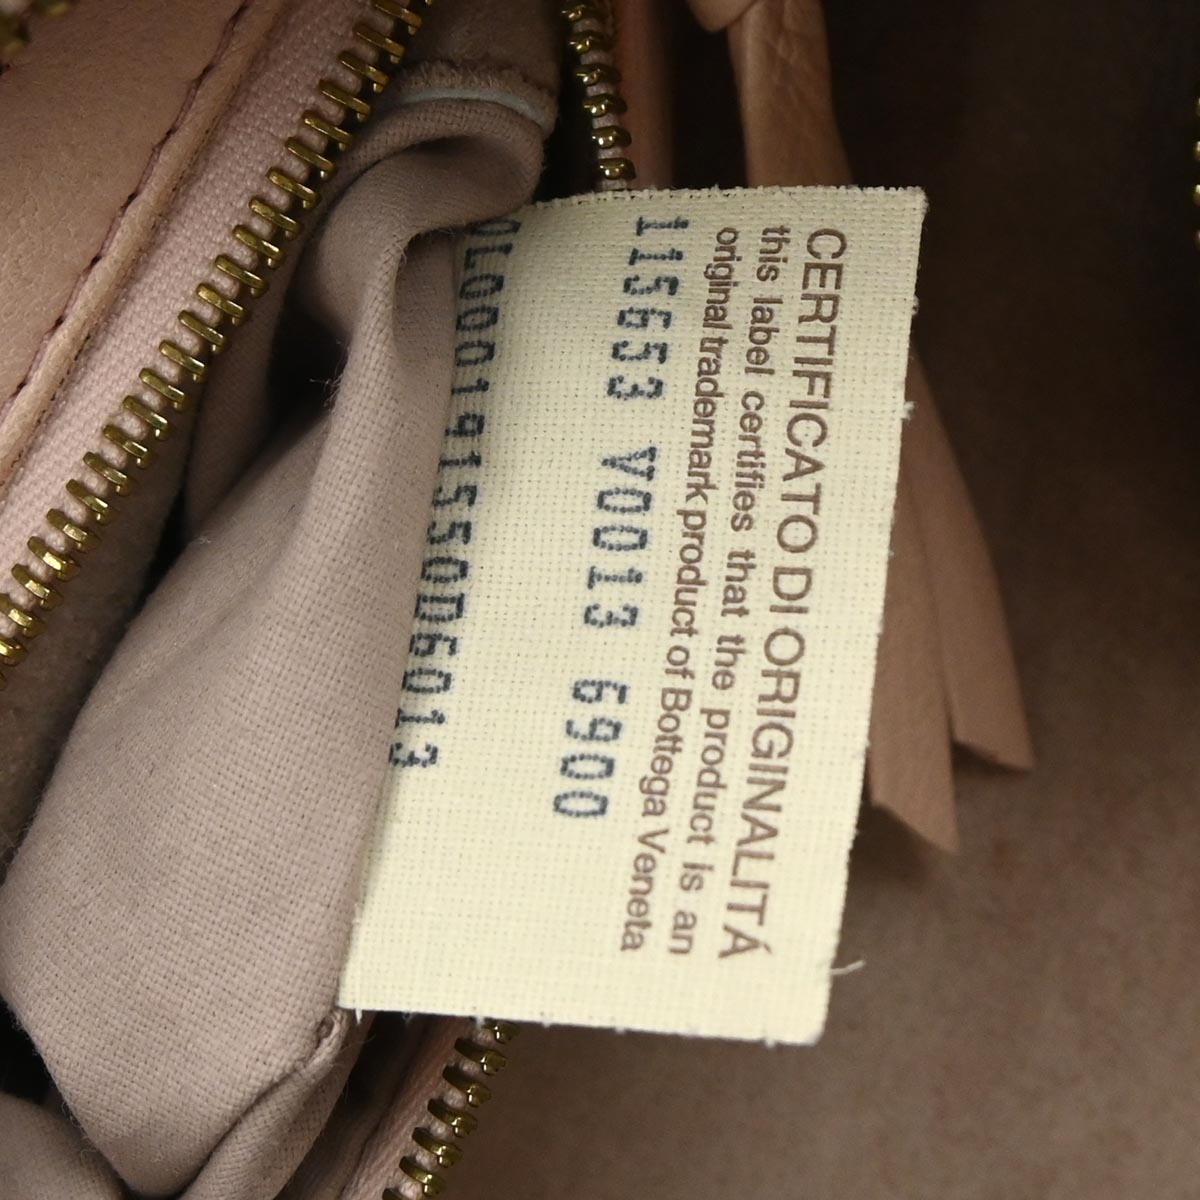 CERTIFICATO DI ORIGINALITÁ
this label certifies that the product is an
original trademark product of Bottega Veneta
115653 V0013 6900